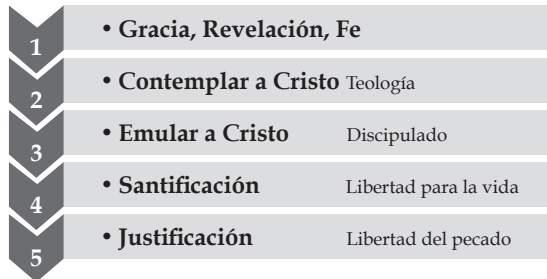 1 • Gracia, Revelación, Fe
2 • Contemplar a Cristo Teología
3 • Emular a Cristo Discipulado
4 • Santificación Libertad para la vida
5 • Justificación Libertad del pecado